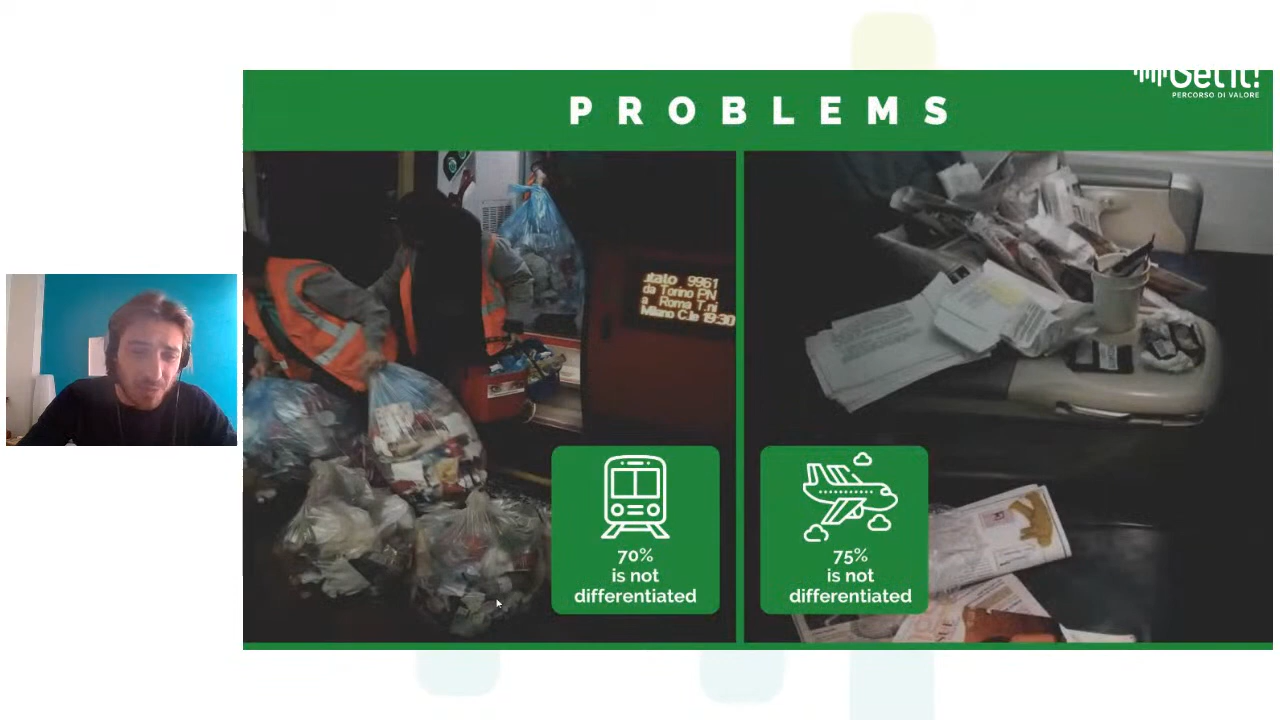 Get it!
PERCORSO DI VALORE
PROBLEMS
9961
da Torino PN
a Roma T.ni
Milano C.le 19:30
70%
is not
differentiated
75%
is not
differentiated